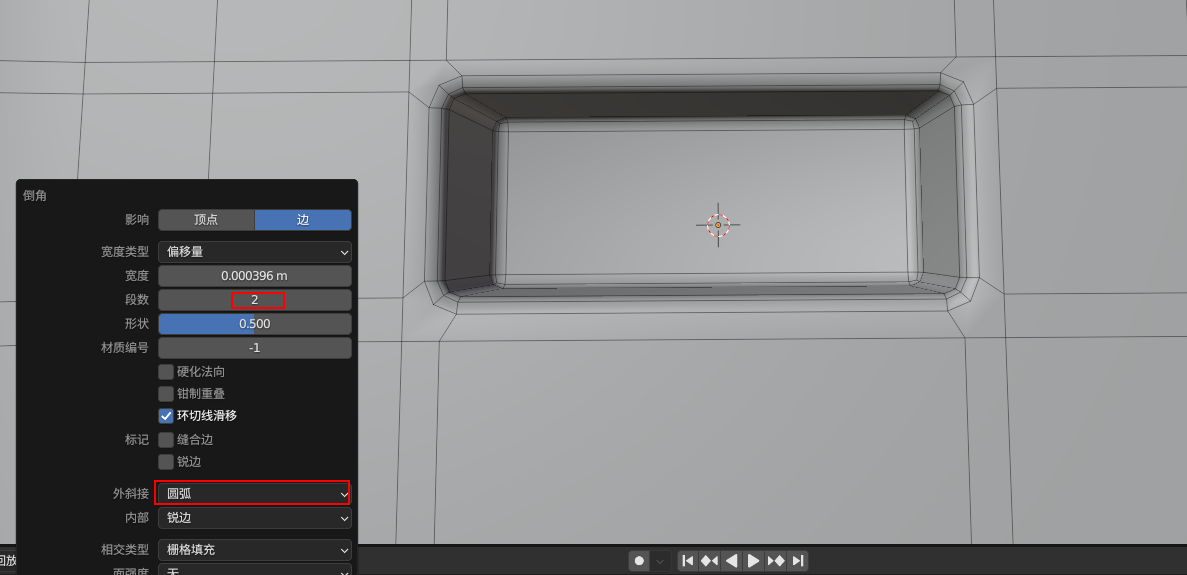 倒角
影响 顶点 边
宽度类型 偏移量
宽度 0.000396 m
段数 2
形状 0.500
材质编号 -1
硬化法向
钳制重叠
环切线滑移
标记 缝合边
锐边
外斜接 圆弧
内部 锐边
相交类型 栅格填充
面强度 无
回放